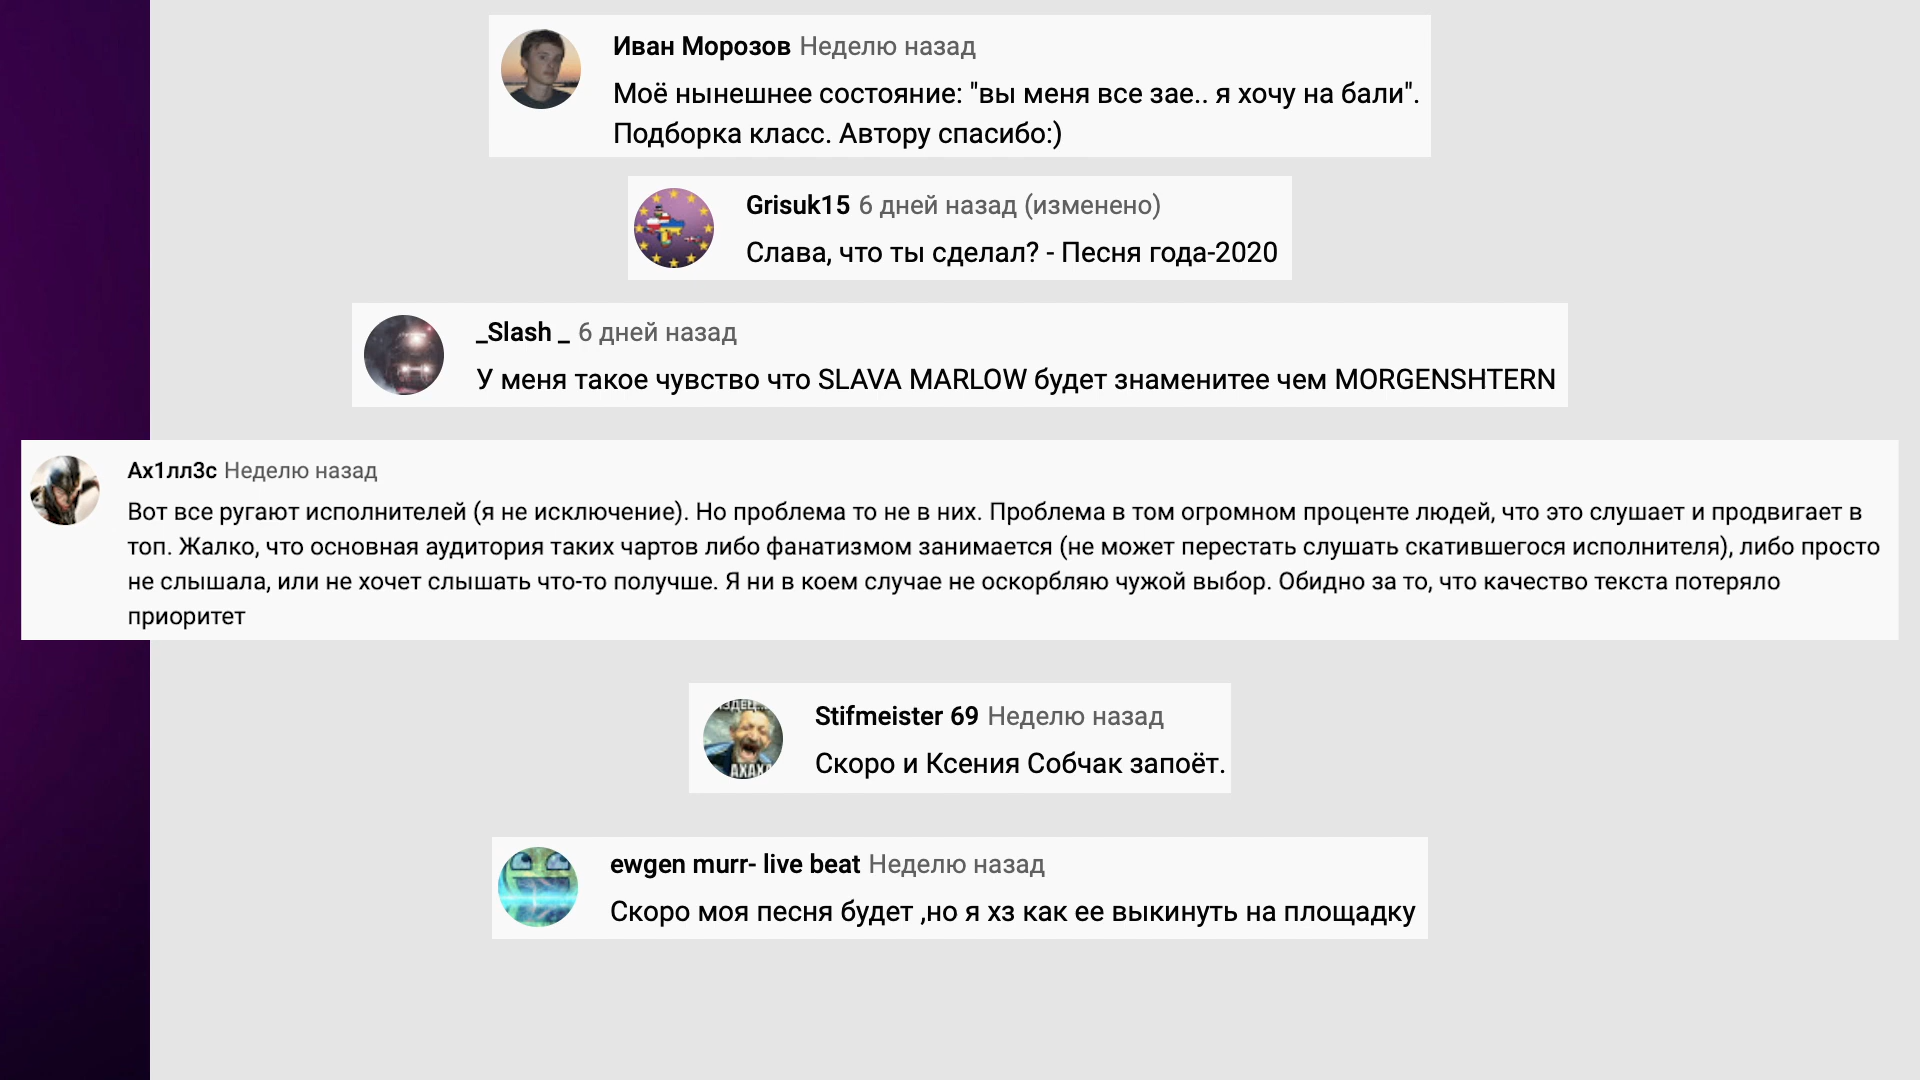 Иван Морозов Неделю назад
Моё нынешнее состояние: "вы меня все зае.. я хочу на бали".
Подборка класс. Автору спасибо:)
Grisuk15 6 дней назад (изменено)
Слава, что ты сделал? - Песня года-2020
_Slash _ 6 дней назад
У меня такое чувство что SLAVA MARLOW будет знаменитее чем MORGENSHTERN
Ах1лл3с Неделю назад
Вот все ругают исполнителей (я не исключение). Но проблема то не в них. Проблема в том огромном проценте людей, что это слушает и продвигает в
топ. Жалко, что основная аудитория таких чартов либо фанатизмом занимается (не может перестать слушать скатившегося исполнителя), либо просто
не слышала, или не хочет слышать что-то получше. Я ни в коем случае не оскорбляю чужой выбор. Обидно за то, что качество текста потеряло
приоритет
Stifmeister 69 Неделю назад
Скоро и Ксения Собчак запоёт.
АХАХА
ewgen murr- live beat Неделю назад
Скоро моя песня будет ,но я хз как ее выкинуть на площадку